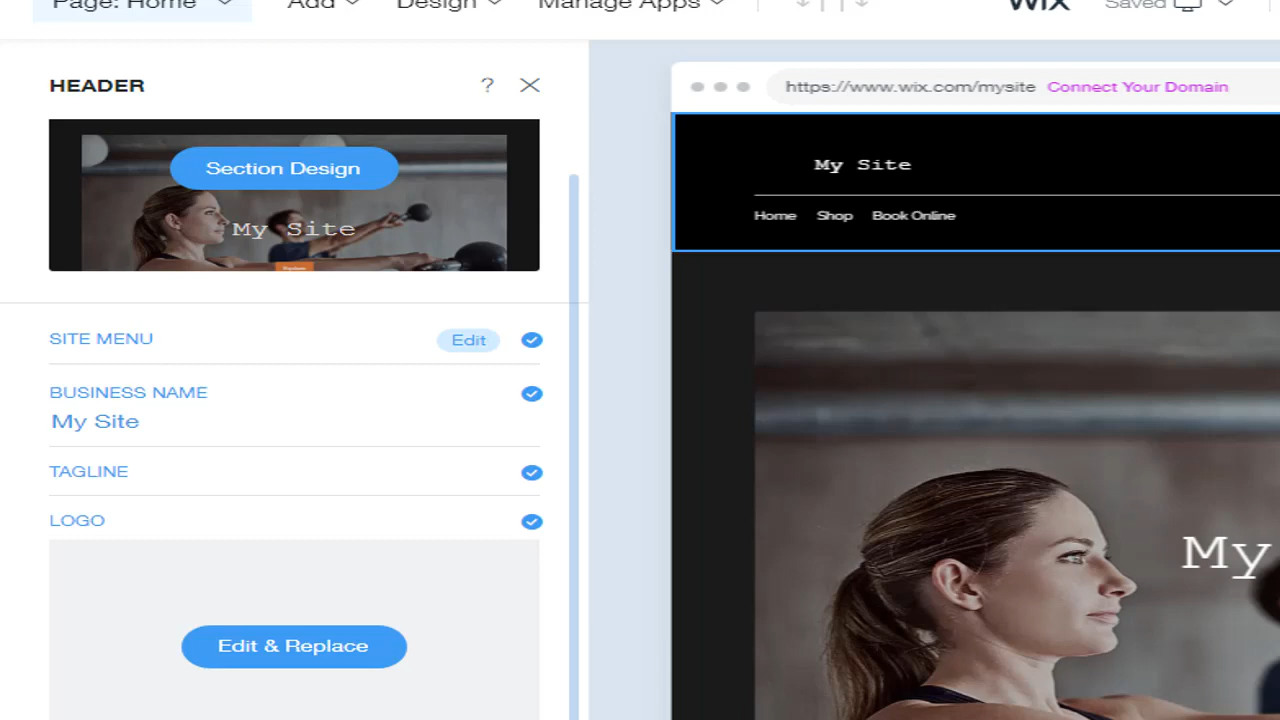 Page: Home Add Design Manage Apps WIX Saved
HEADER ?
https://www.wix.com/mysite Connect Your Domain
Section Design
My Site
My Site
Home Shop Book Online
SITE MENU Edit
BUSINESS NAME
My Site
TAGLINE
LOGO
My
Edit & Replace